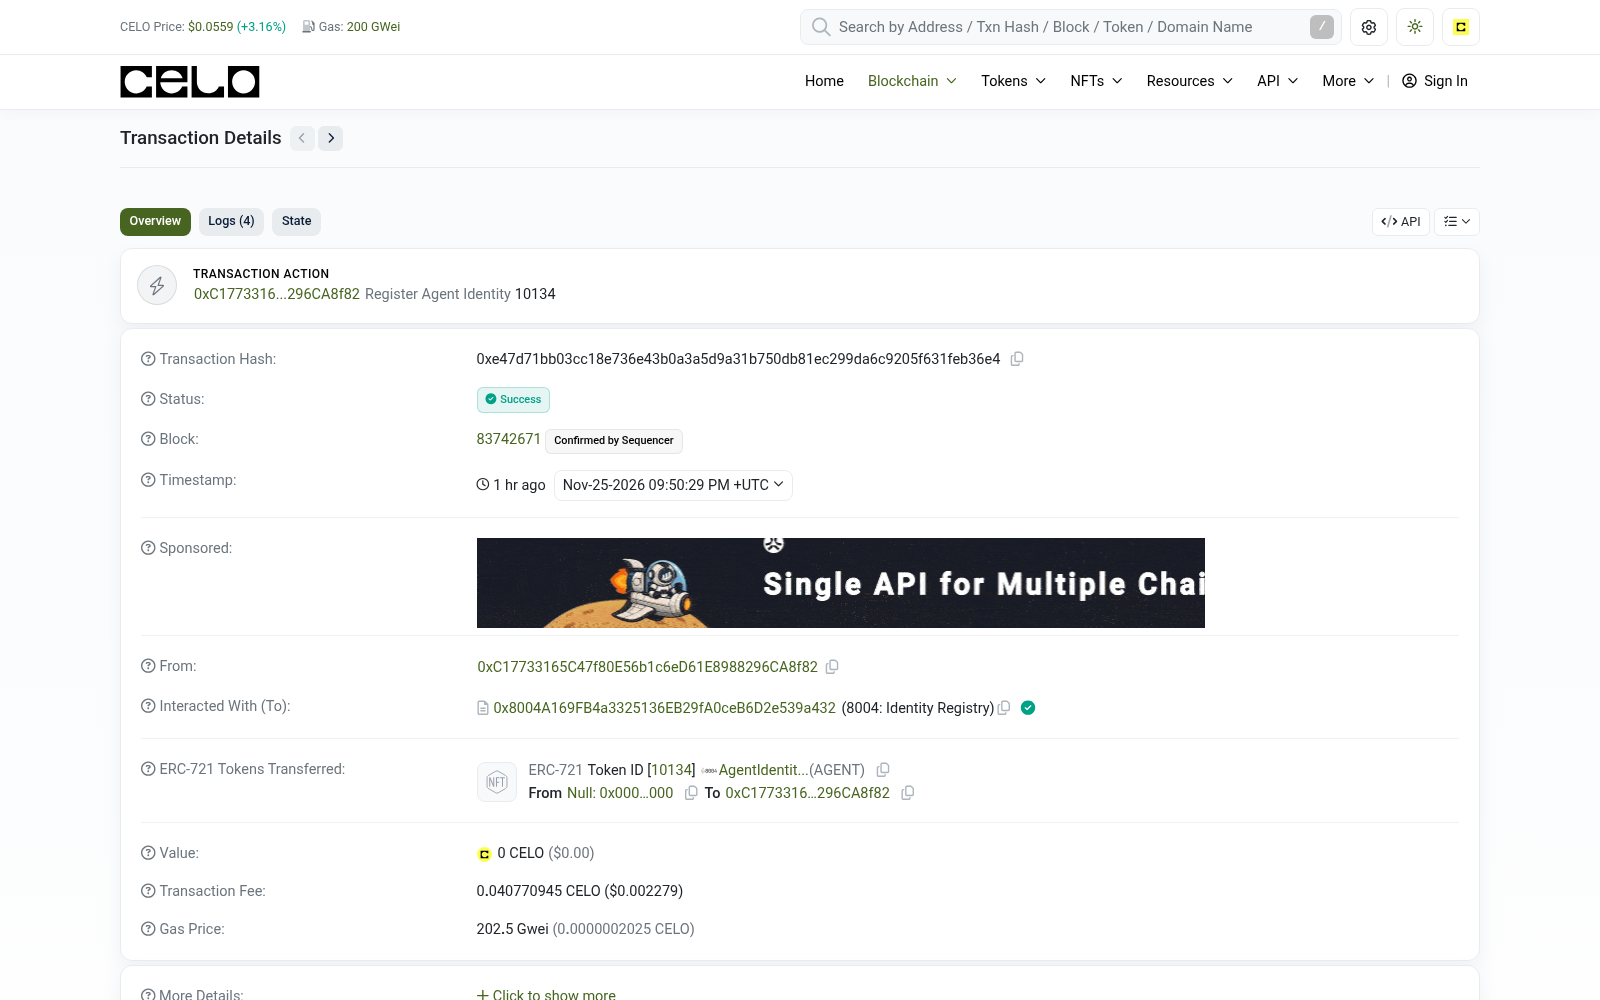 CELO Price: $0.0559 (+3.16%) Gas: 200 GWei
Search by Address / Txn Hash / Block / Token / Domain Name /
CELO
Home Blockchain Tokens NFTs Resources API More | Sign In
Transaction Details
Overview Logs (4) State </> API
TRANSACTION ACTION
0xC1773316...296CA8f82 Register Agent Identity 10134
Transaction Hash: 0xe47d71bb03cc18e736e43b0a3a5d9a31b750db81ec299da6c9205f631feb36e4
Status: Success
Block: 83742671 Confirmed by Sequencer
Timestamp: 1 hr ago Nov-25-2026 09:50:29 PM +UTC
Sponsored:
Single API for Multiple Chai
From: 0xC17733165C47f80E56b1c6eD61E8988296CA8f82
Interacted With (To): 0x8004A169FB4a3325136EB29fA0ceB6D2e539a432 (8004: Identity Registry)
ERC-721 Tokens Transferred: NFT ERC-721 Token ID [10134] AgentIdentit...(AGENT)
From Null: 0x000...000 To 0xC1773316...296CA8f82
Value: 0 CELO ($0.00)
Transaction Fee: 0.040770945 CELO ($0.002279)
Gas Price: 202.5 Gwei (0.0000002025 CELO)
More Details: + Click to show more